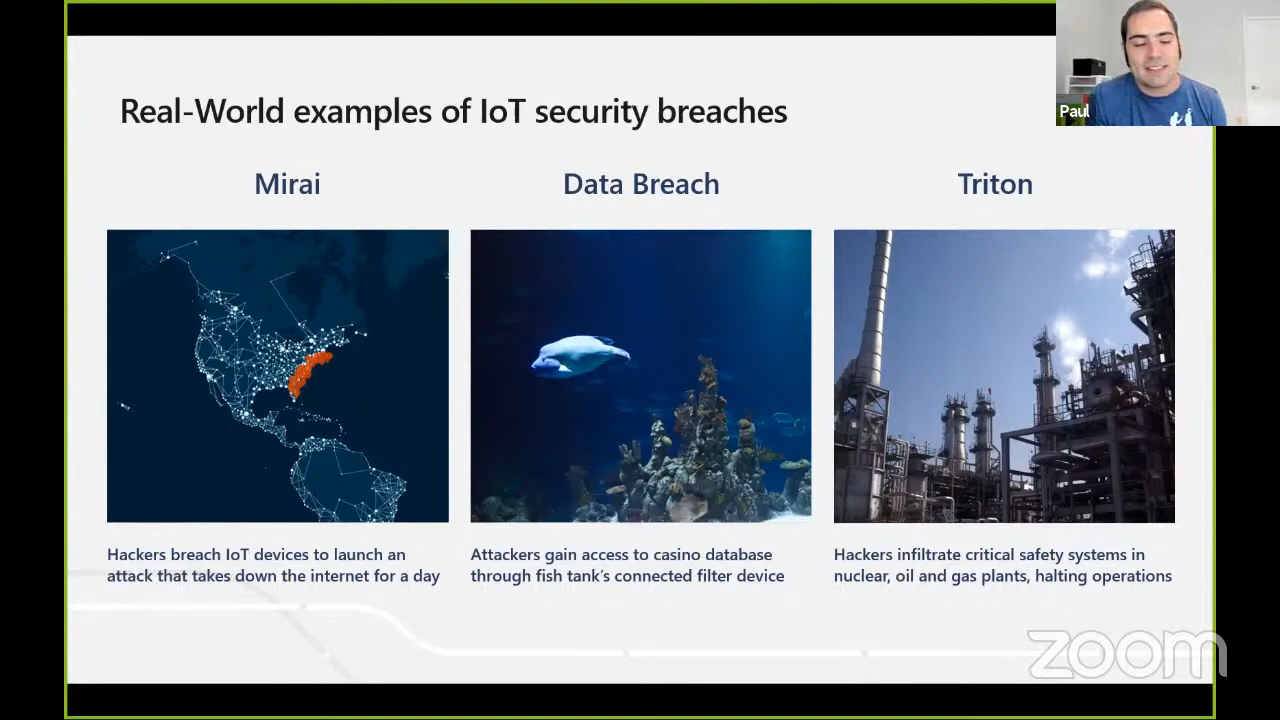 Real-World examples of IoT security breaches
Paul
Mirai
Data Breach
Triton
Hackers breach IoT devices to launch an
attack that takes down the internet for a day
Attackers gain access to casino database
through fish tank's connected filter device
Hackers infiltrate critical safety systems in
nuclear, oil and gas plants, halting operations
zoom